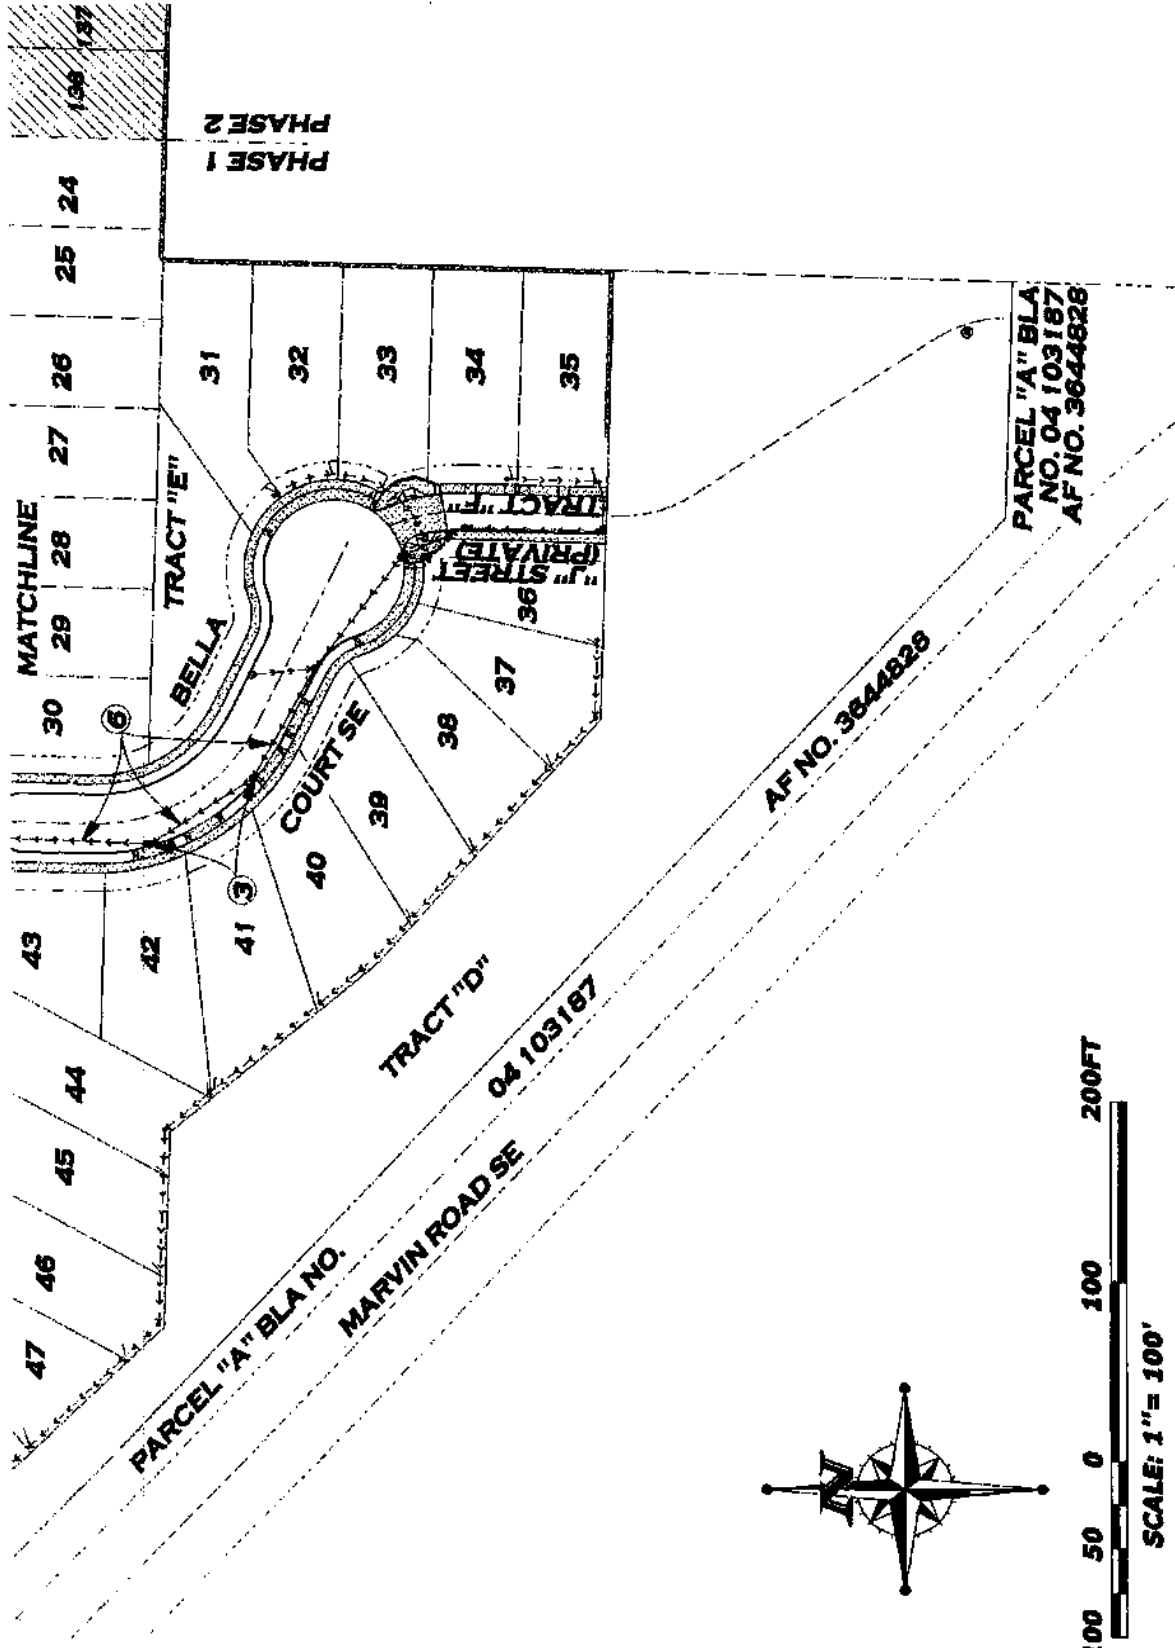 137
138
PHASE 2
PHASE 1
24
25
26
27
28
29
30
MATCHLINE
TRACT "E"
31
32
33
34
35
BELLA
COURT SE
TRACT "F"
"J" STREET
(PRIVATE)
36
37
38
39
40
41
42
43
44
45
46
47
6
3
TRACT "D"
PARCEL "A" BLA NO.
04 103187
AF NO. 3644828
MARVIN ROAD SE
PARCEL "A" BLA
NO. 04 103187
AF NO. 3644828
N
50 0 100 200FT
SCALE: 1"= 100'